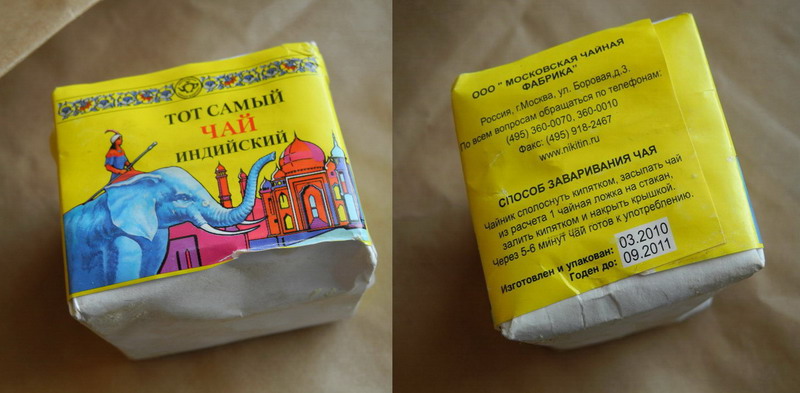 ТОТ САМЫЙ
ЧАЙ
ИНДИЙСКИЙ
ООО " МОСКОВСКАЯ ЧАЙНАЯ
ФАБРИКА"
Россия, г.Москва, ул. Боровая,д.3.
По всем вопросам обращаться по телефонам:
(495) 360-0070, 360-0010
Факс: (495) 918-2467
www.nikitin.ru
СПОСОБ ЗАВАРИВАНИЯ ЧАЯ
Чайник сполоснуть кипятком, засыпать чай
из расчета 1 чайная ложка на стакан,
залить кипятком и накрыть крышкой.
Через 5-6 минут чай готов к употреблению.
Изготовлен и упакован: 03.2010
Годен до: 09.2011